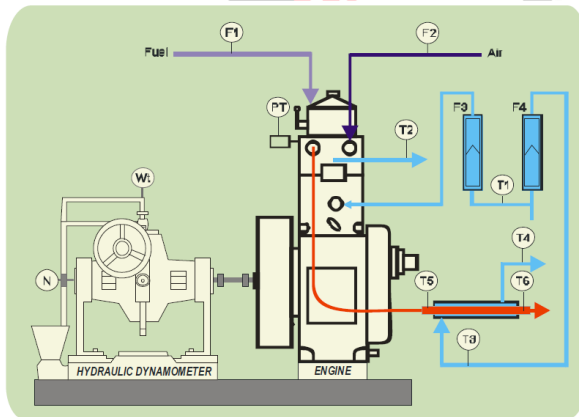 F1
F2
Fuel
Air
PT
F3
F4
T2
T1
Wt
T4
N
T5
T6
T3
HYDRAULIC DYNAMOMETER
ENGINE